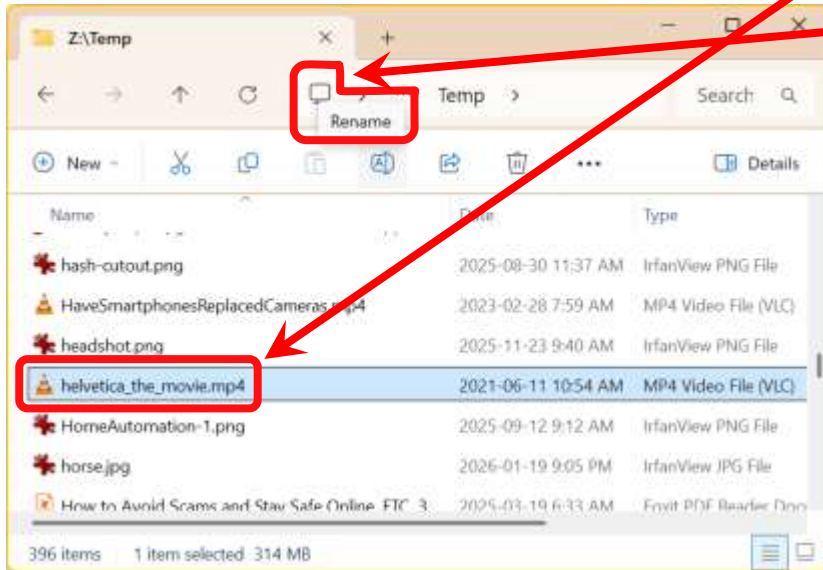 Z:\Temp
Temp
Search
Rename
New
Details
Name Date Type
hash-cutout.png 2025-08-30 11:37 AM IrfanView PNG File
HaveSmartphonesReplacedCameras.mp4 2023-02-28 7:59 AM MP4 Video File (VLC)
headshot.png 2025-11-23 9:40 AM IrfanView PNG File
helvetica_the_movie.mp4 2021-06-11 10:54 AM MP4 Video File (VLC)
HomeAutomation-1.png 2025-09-12 9:12 AM IrfanView PNG File
horse.jpg 2026-01-19 9:05 PM IrfanView JPG File
How to Avoid Scams and Stay Safe Online_FTC_3 2025-03-19 6:33 AM Foxit PDF Reader Doc
396 items 1 item selected 314 MB